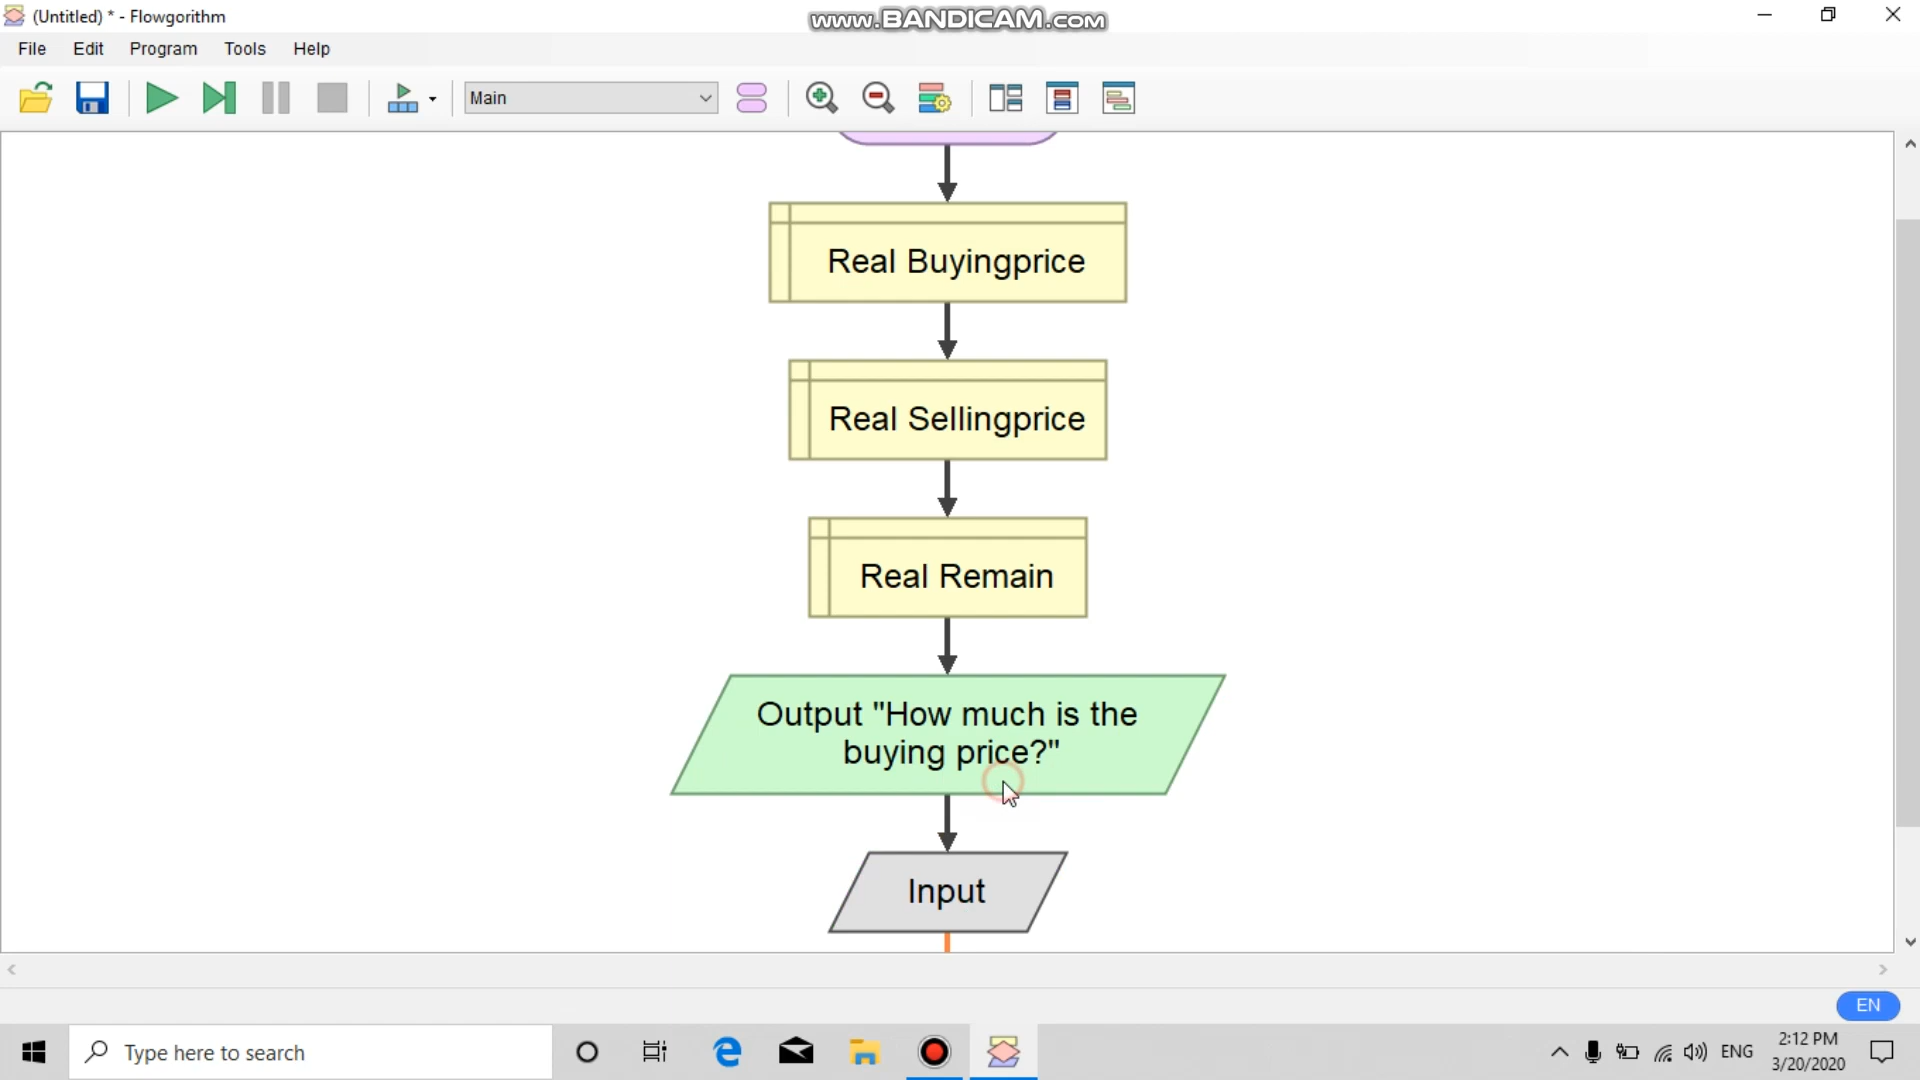 (Untitled) * - Flowgorithm
www.BANDICAM.com
File Edit Program Tools Help
Main
Real Buyingprice
Real Sellingprice
Real Remain
Output "How much is the
buying price?"
Input
EN
Type here to search
ENG
2:12 PM
3/20/2020